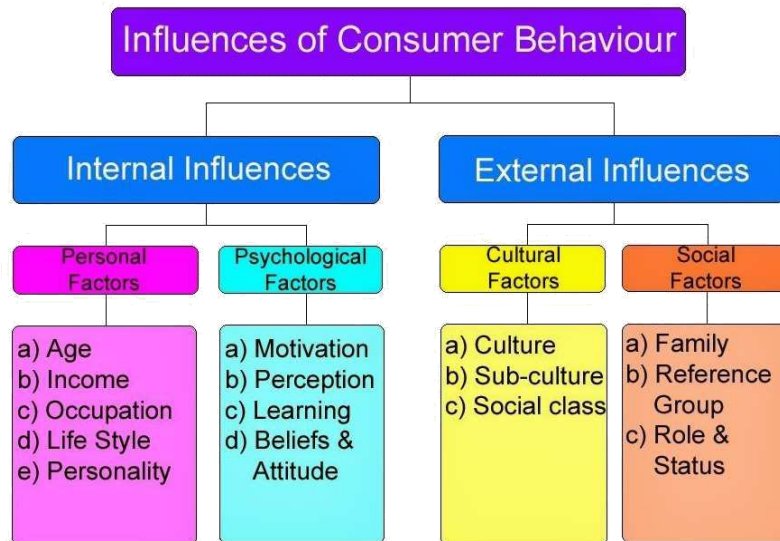 Influences of Consumer Behaviour
Internal Influences
External Influences
Personal
Factors
Psychological
Factors
Cultural
Factors
Social
Factors
a) Age
b) Income
c) Occupation
d) Life Style
e) Personality
a) Motivation
b) Perception
c) Learning
d) Beliefs &
Attitude
a) Culture
b) Sub-culture
c) Social class
a) Family
b) Reference
Group
c) Role &
Status